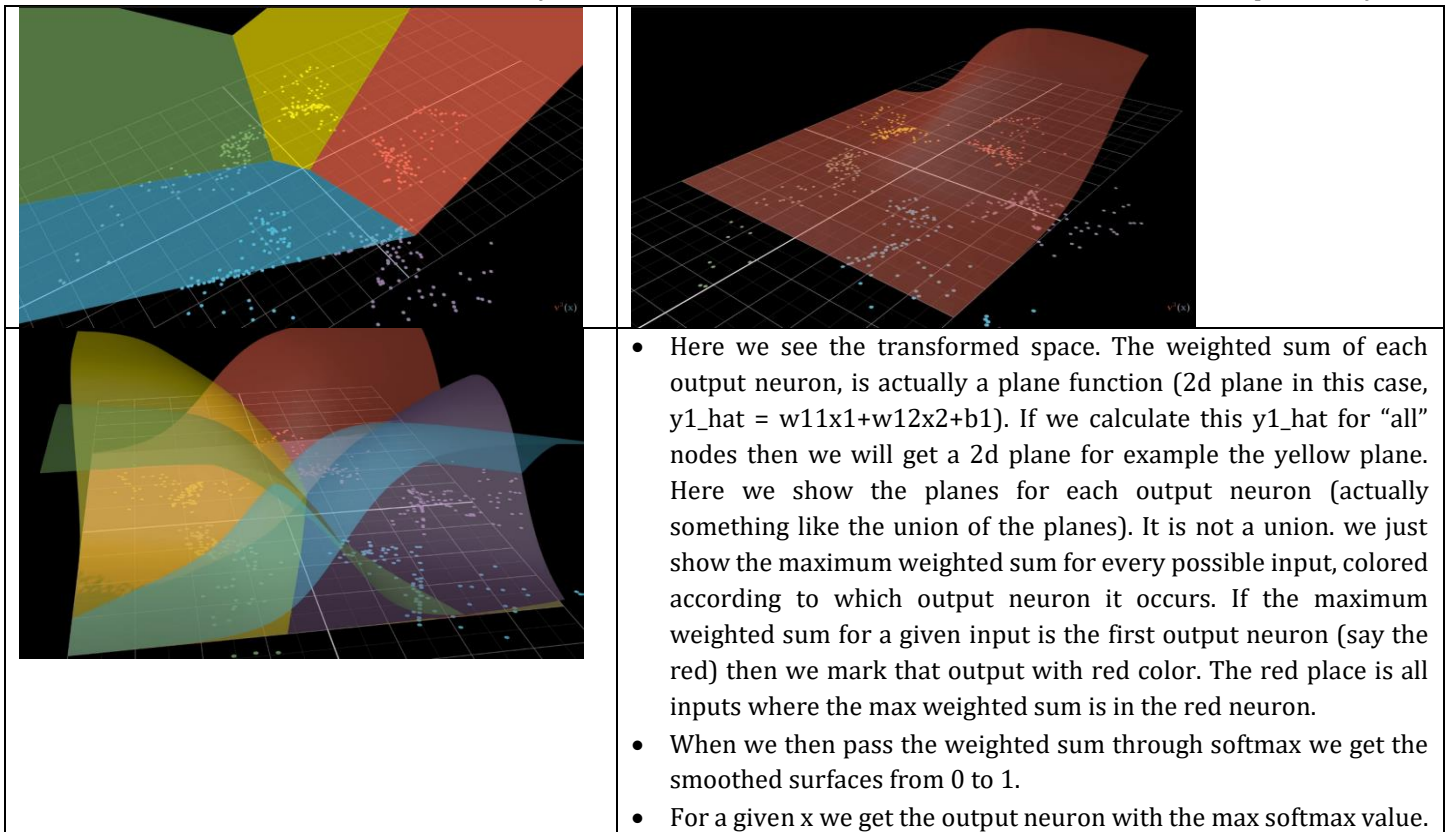 v²(x)
v²(x)
• Here we see the transformed space. The weighted sum of each
output neuron, is actually a plane function (2d plane in this case,
y1_hat = w11x1+w12x2+b1). If we calculate this y1_hat for “all”
nodes then we will get a 2d plane for example the yellow plane.
Here we show the planes for each output neuron (actually
something like the union of the planes). It is not a union. we just
show the maximum weighted sum for every possible input, colored
according to which output neuron it occurs. If the maximum
weighted sum for a given input is the first output neuron (say the
red) then we mark that output with red color. The red place is all
inputs where the max weighted sum is in the red neuron.
• When we then pass the weighted sum through softmax we get the
smoothed surfaces from 0 to 1.
• For a given x we get the output neuron with the max softmax value.